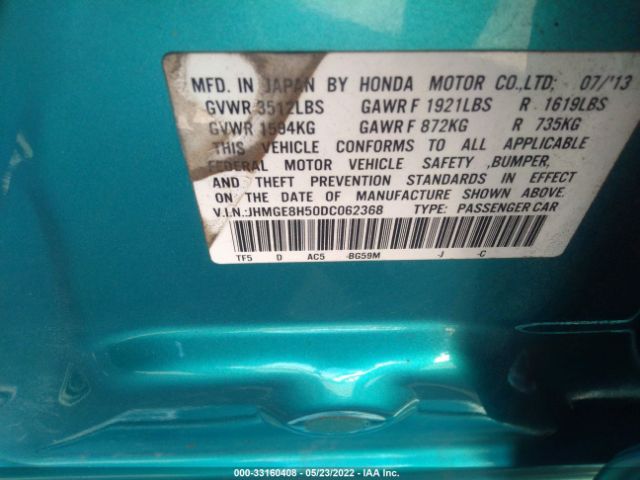 MFD. IN JAPAN BY HONDA MOTOR CO.,LTD; 07/'13
GVWR 3512LBS GAWR F 1921LBS R 1619LBS
GVWR 1594KG GAWR F 872KG R 735KG
THIS VEHICLE CONFORMS TO ALL APPLICABLE
FEDERAL MOTOR VEHICLE SAFETY ,BUMPER,
AND THEFT PREVENTION STANDARDS IN EFFECT
ON THE DATE OF MANUFACTURE SHOWN ABOVE.
V.I.N.:JHMGE8H50DC062368 TYPE: PASSENGER CAR
TF5 D AC5 -BG59M -J -C
000-33160408 - 05/23/2022 - IAA Inc.